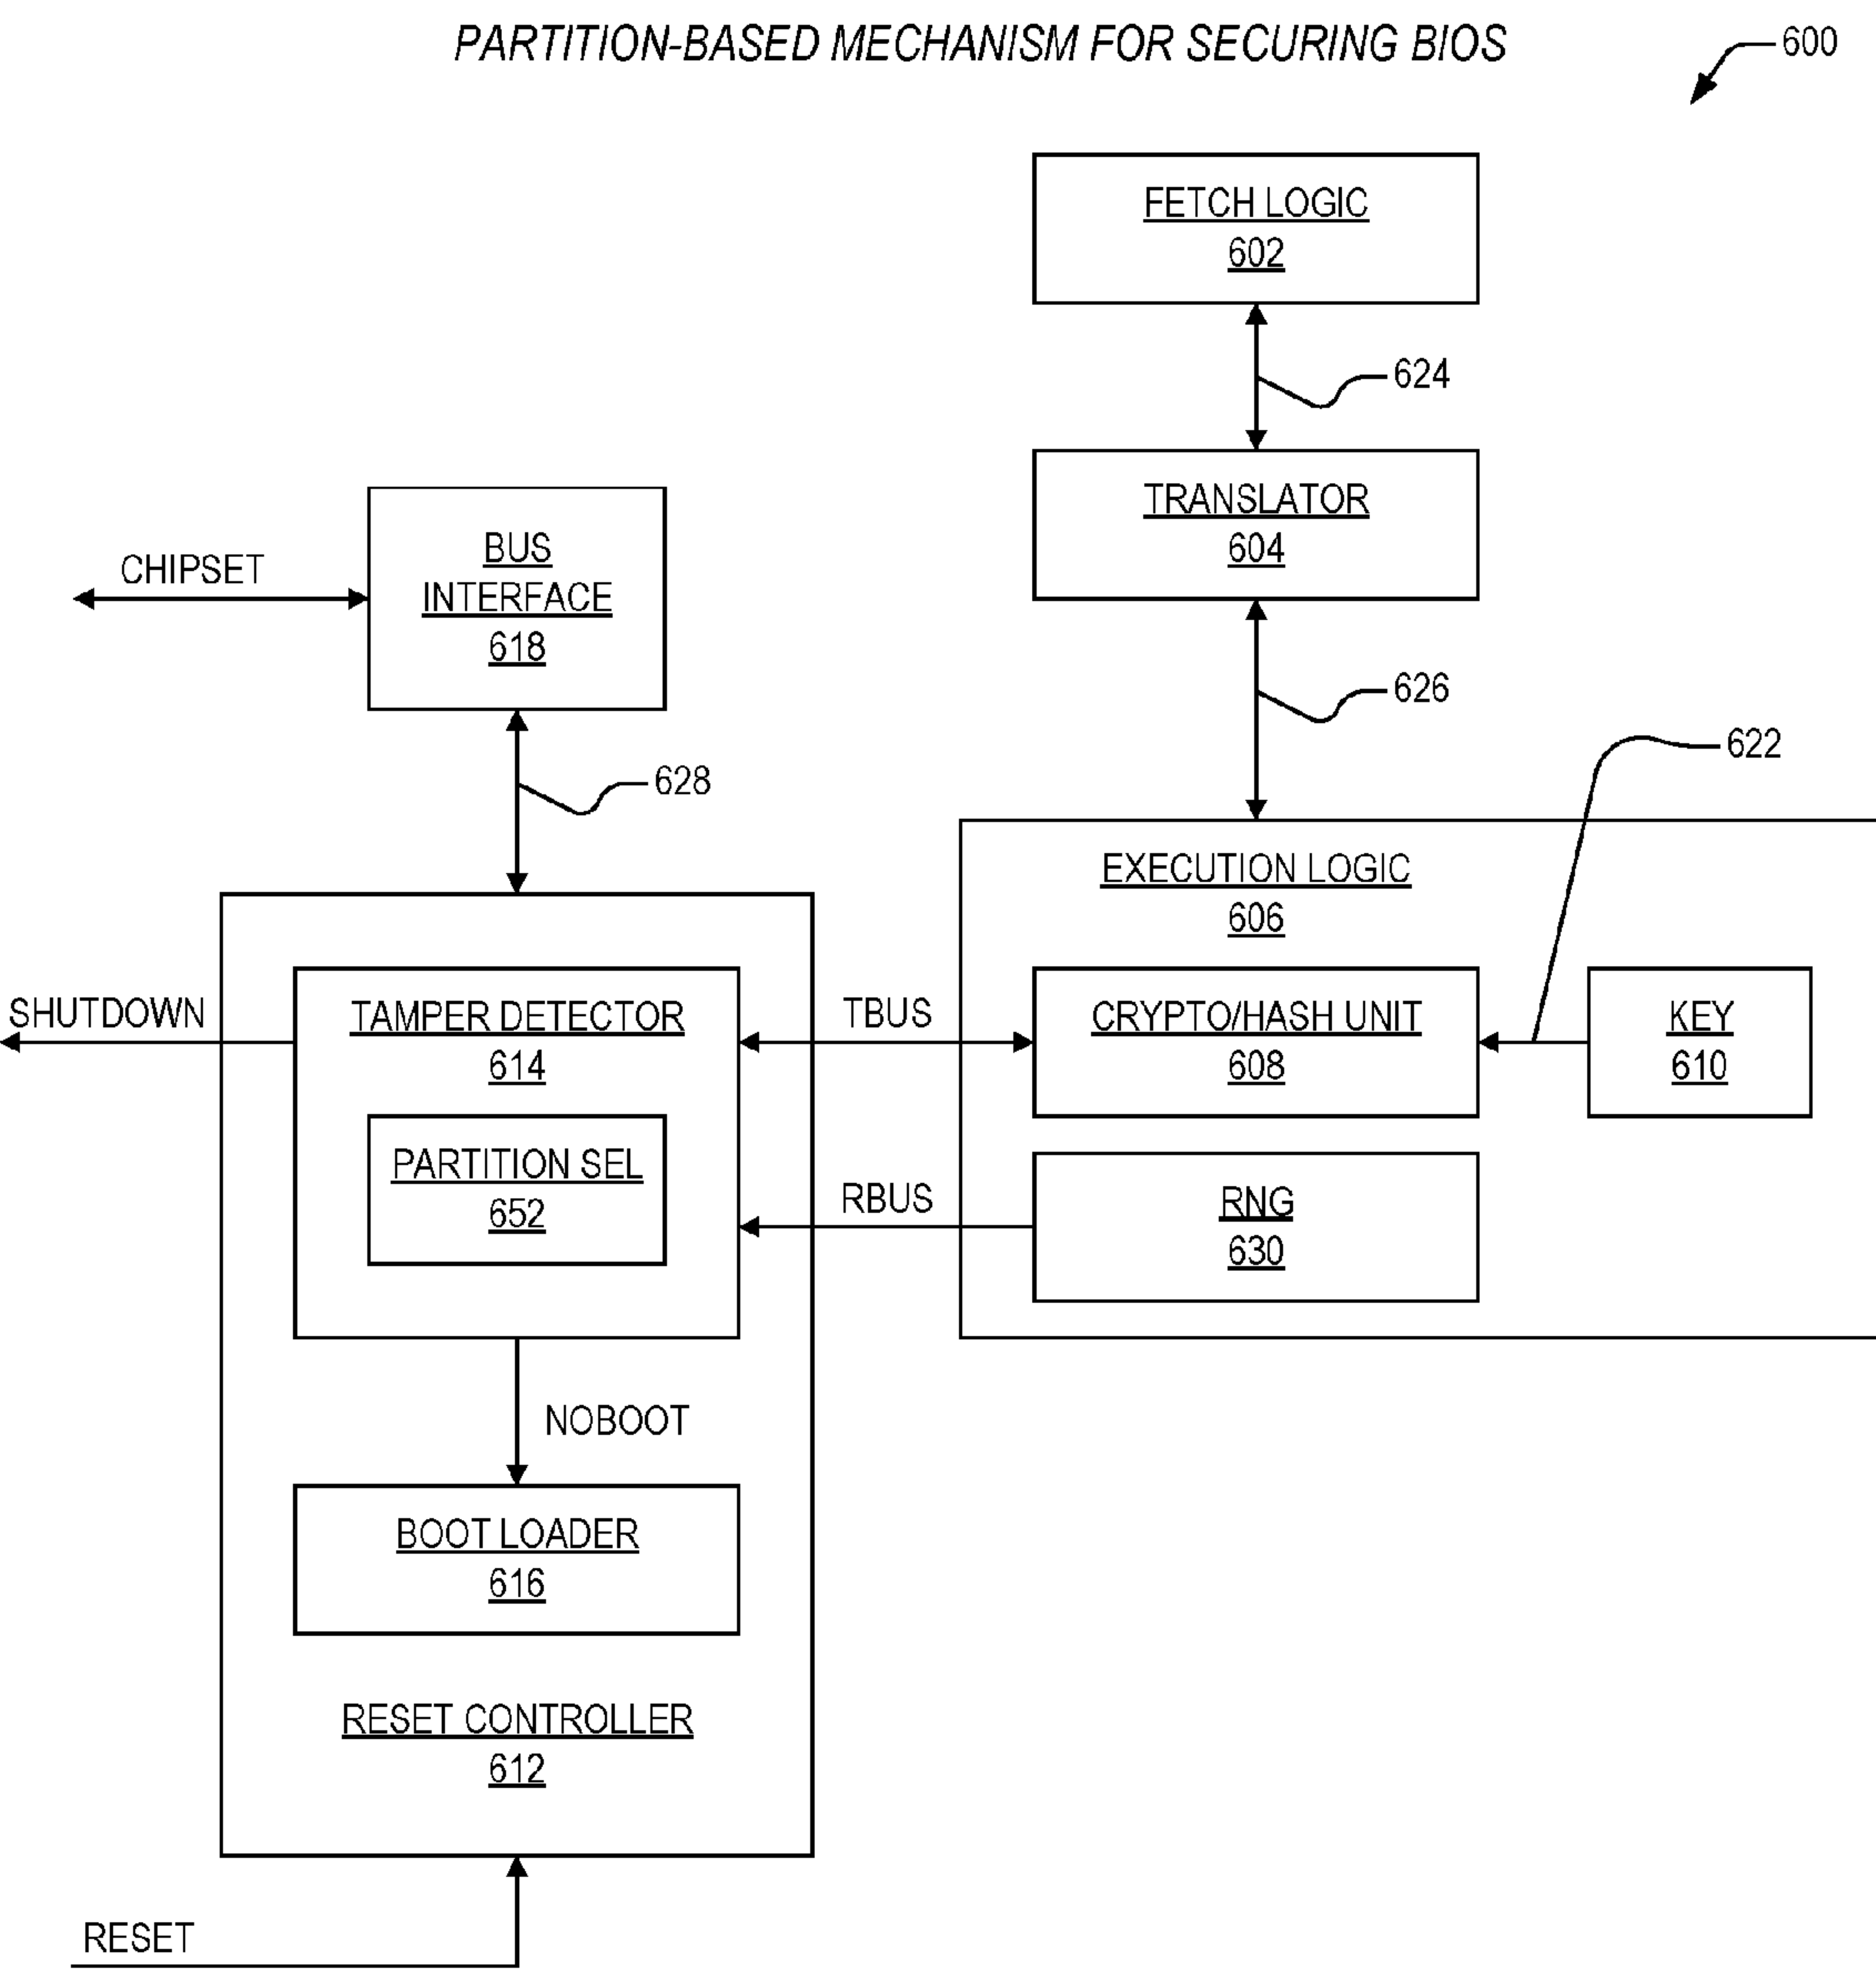 PARTITION-BASED MECHANISM FOR SECURING BIOS
600
FETCH LOGIC
602
624
TRANSLATOR
604
BUS
INTERFACE
618
CHIPSET
626
622
628
EXECUTION LOGIC
606
SHUTDOWN
TAMPER DETECTOR
614
TBUS
CRYPTO/HASH UNIT
608
KEY
610
PARTITION SEL
652
RBUS
RNG
630
NOBOOT
BOOT LOADER
616
RESET CONTROLLER
612
RESET